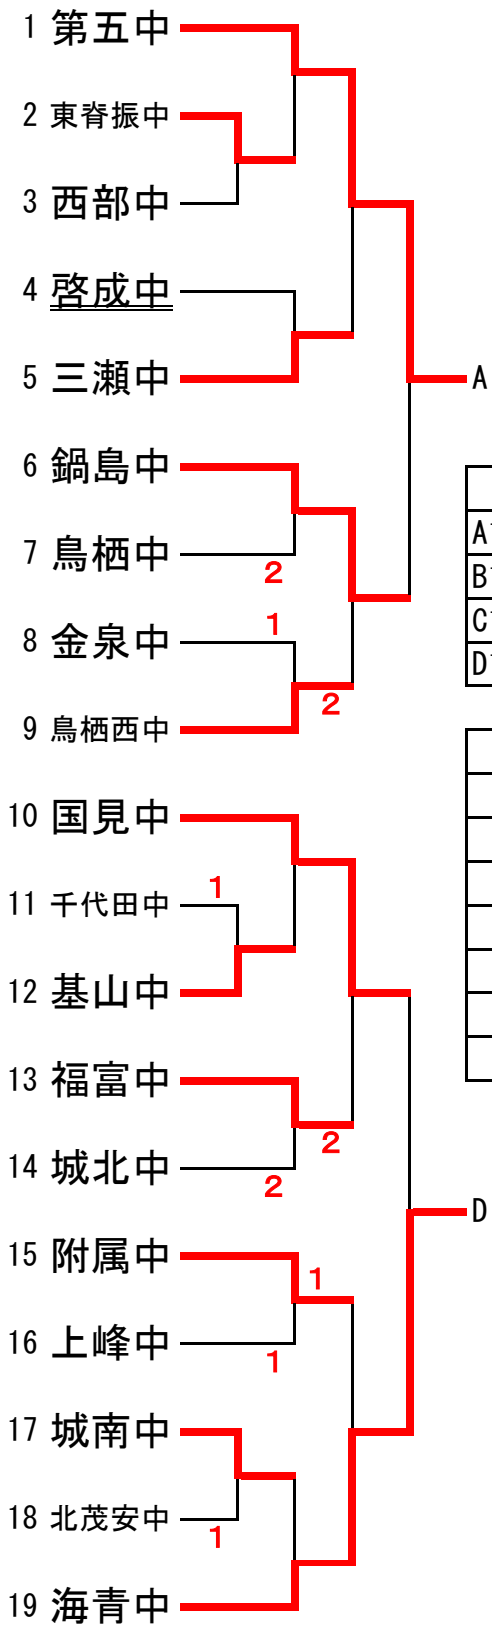 1 第五中
2 東脊振中
3 西部中
4 啓成中
5 三瀬中
A
6 鍋島中
A
7 鳥栖中
2
B
1
C
8 金泉中
D
2
9 鳥栖西中
10 国見中
1
11 千代田中
12 基山中
13 福富中
2
14 城北中
2
D
15 附属中
1
16 上峰中
1
17 城南中
18 北茂安中
1
19 海青中